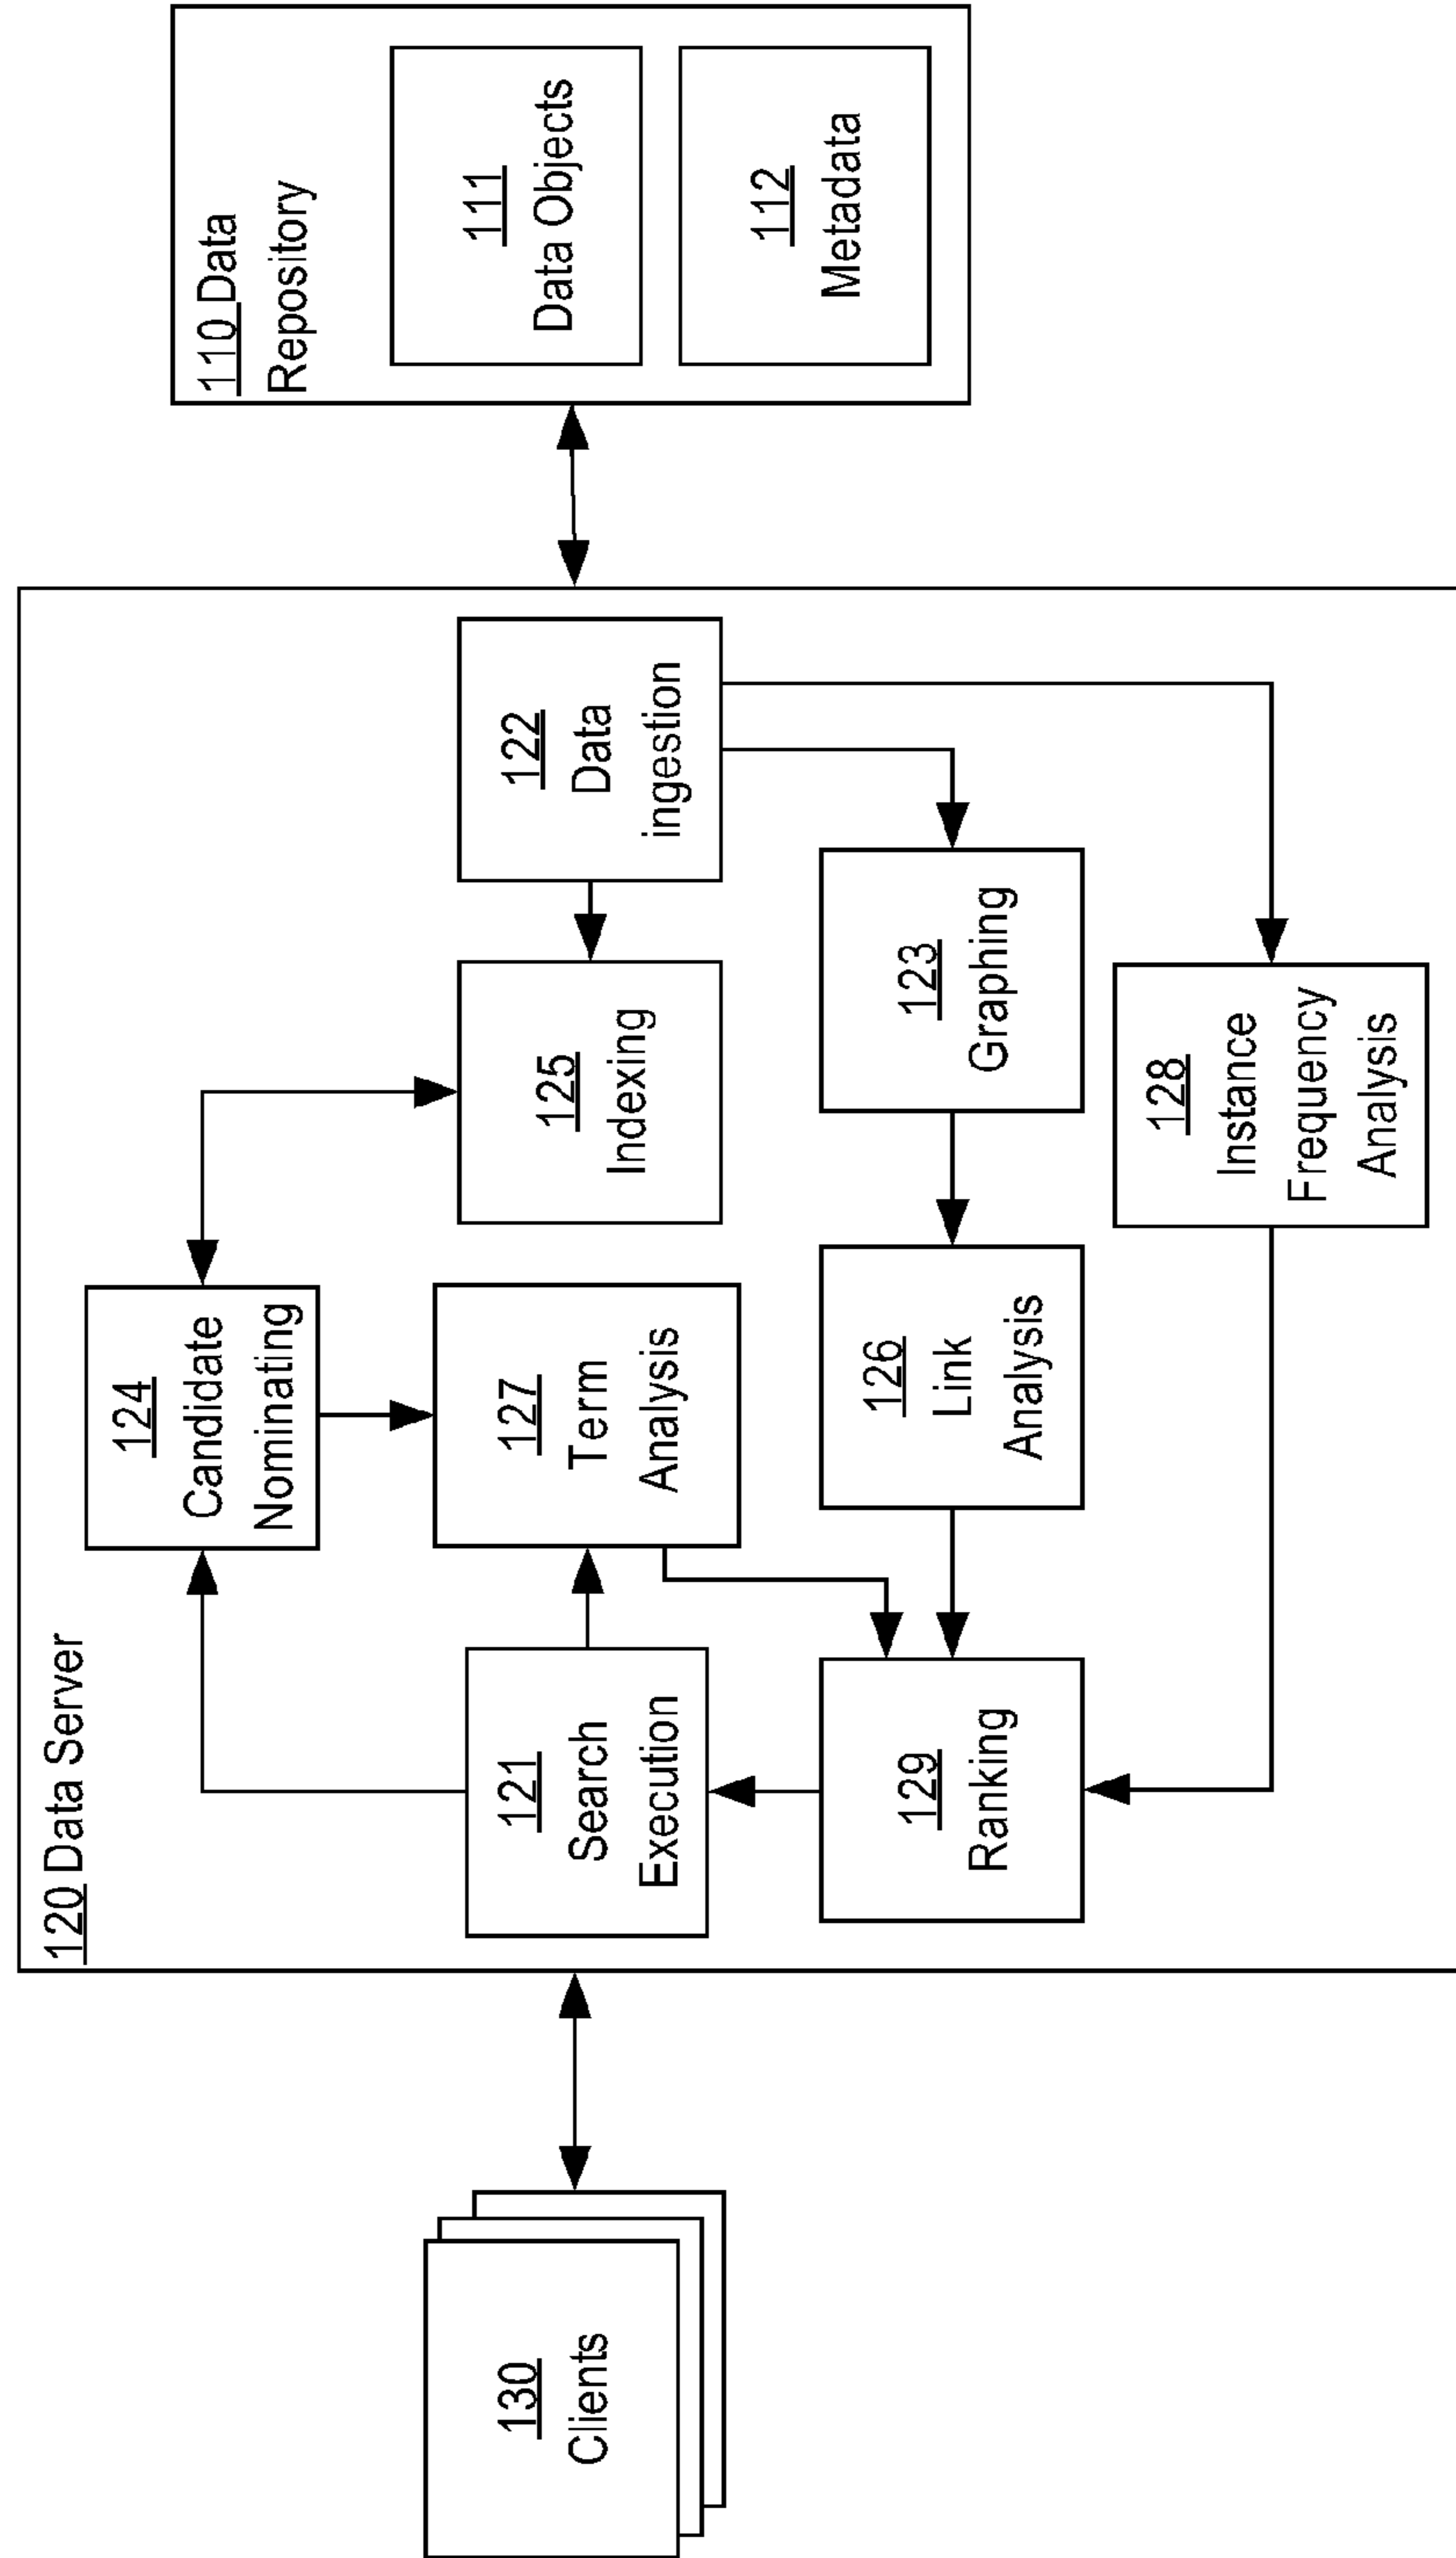 130
Clients
120 Data Server
121
Search
Execution
124
Candidate
Nominating
127
Term
Analysis
125
Indexing
122
Data
ingestion
129
Ranking
126
Link
Analysis
123
Graphing
128
Instance
Frequency
Analysis
110 Data
Repository
111
Data Objects
112
Metadata